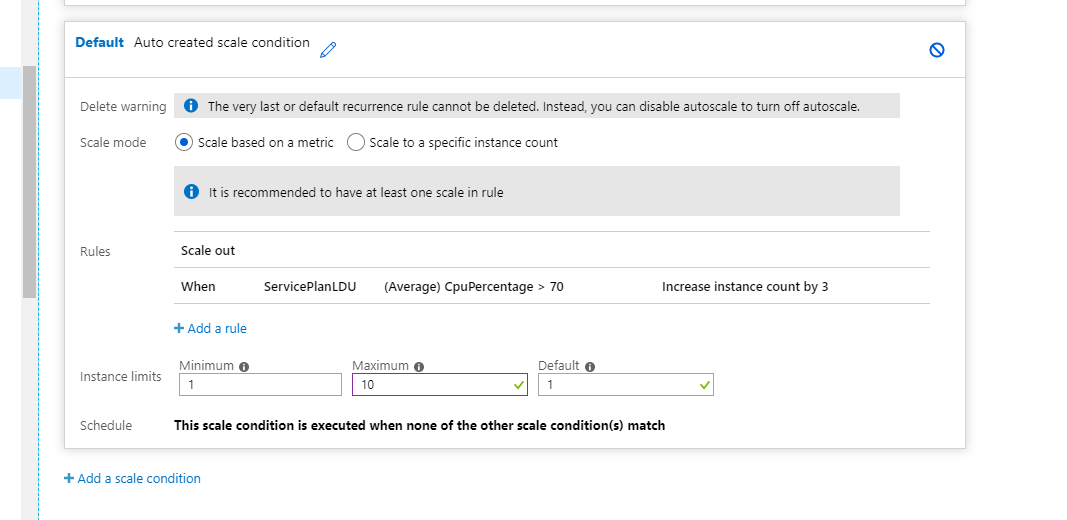 Default Auto created scale condition
Delete warning The very last or default recurrence rule cannot be deleted. Instead, you can disable autoscale to turn off autoscale.
Scale mode Scale based on a metric Scale to a specific instance count
It is recommended to have at least one scale in rule
Rules Scale out
When ServicePlanLDU (Average) CpuPercentage > 70 Increase instance count by 3
+ Add a rule
Minimum Maximum Default
Instance limits 1 10 1
Schedule This scale condition is executed when none of the other scale condition(s) match
+ Add a scale condition